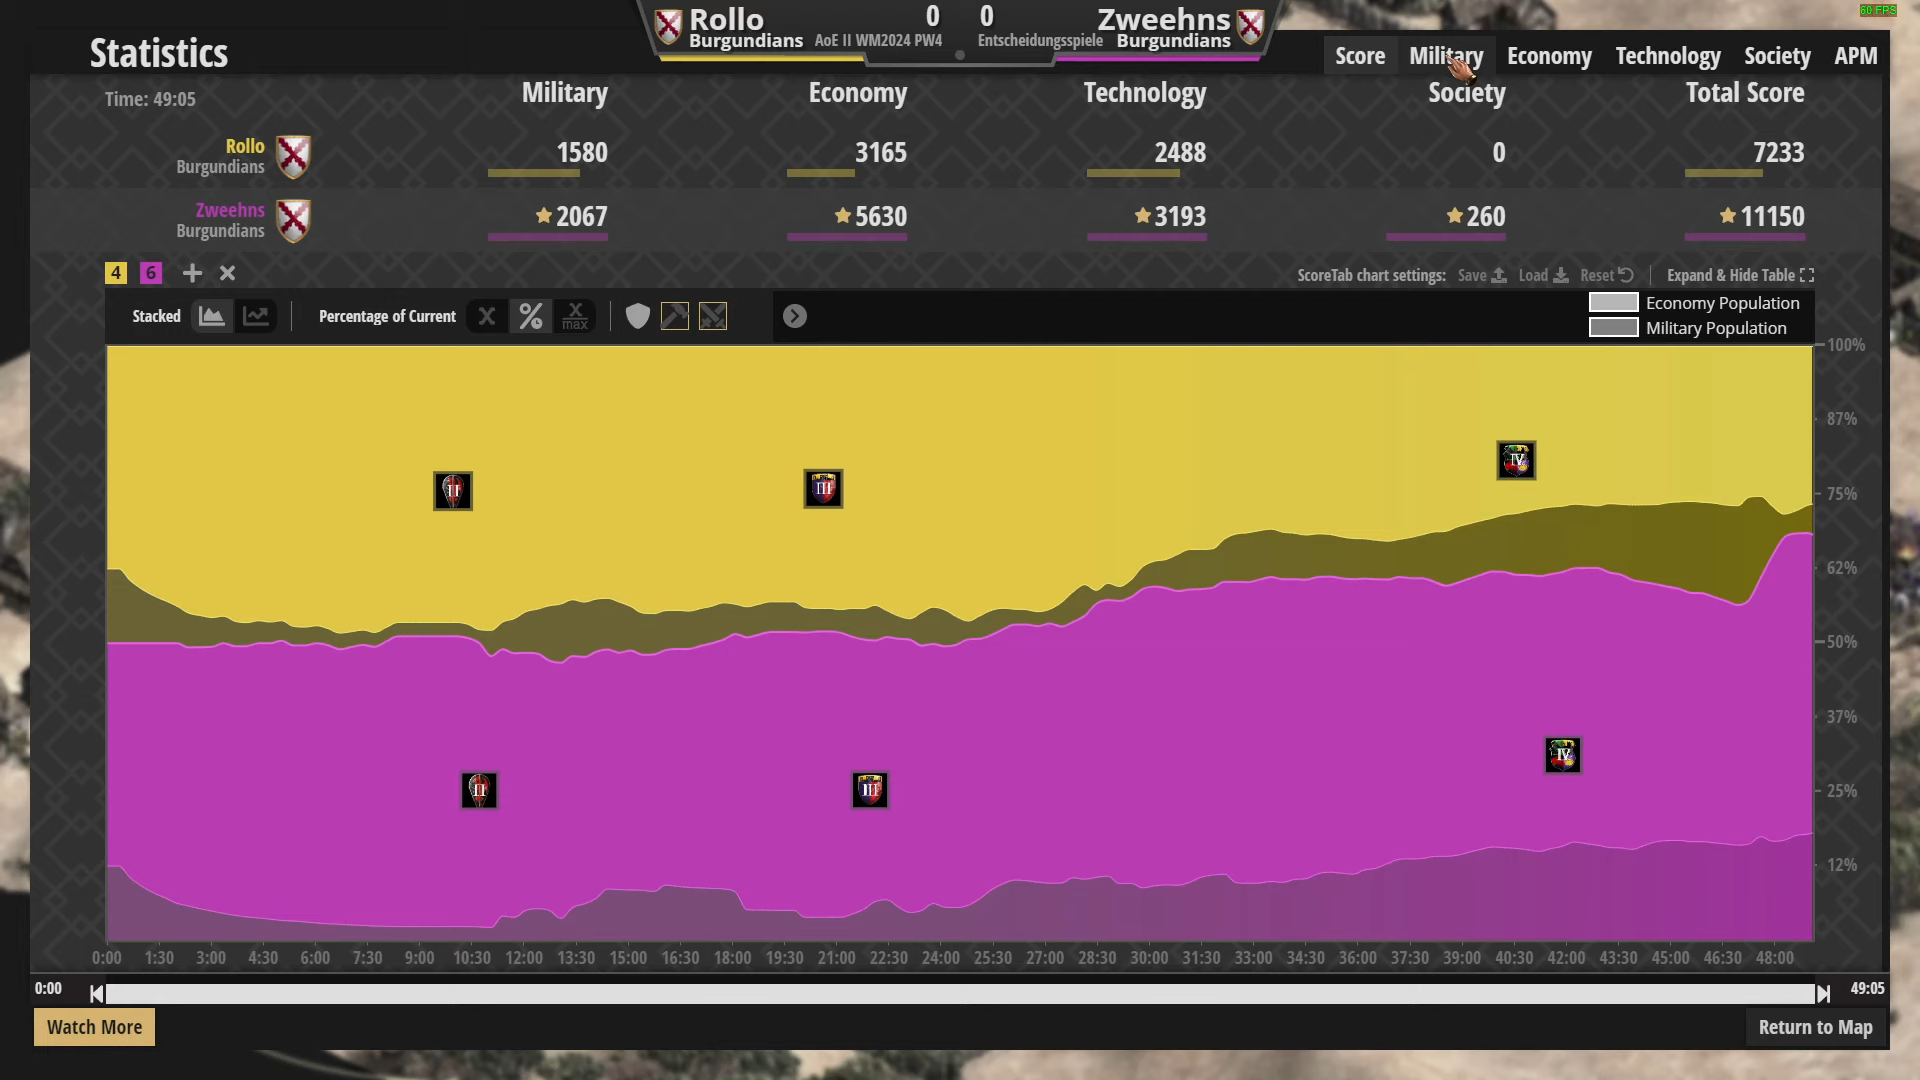 60 FPS
Rollo 0 0 Zweehns
Burgundians AoE II WM2024 PW4 Entscheidungsspiele Burgundians
Statistics
Score Military Economy Technology Society APM
Time: 49:05 Military Economy Technology Society Total Score
Rollo
Burgundians
1580 3165 2488 0 7233
Zweehns
Burgundians
2067 5630 3193 260 11150
4 6
ScoreTab chart settings: Save Load Reset Expand & Hide Table
Stacked Percentage of Current X % X max
Economy Population
Military Population
100%
87%
IV
II III
75%
62%
50%
37%
IV
II III
25%
12%
0:00 1:30 3:00 4:30 6:00 7:30 9:00 10:30 12:00 13:30 15:00 16:30 18:00 19:30 21:00 22:30 24:00 25:30 27:00 28:30 30:00 31:30 33:00 34:30 36:00 37:30 39:00 40:30 42:00 43:30 45:00 46:30 48:00
0:00 49:05
Watch More Return to Map